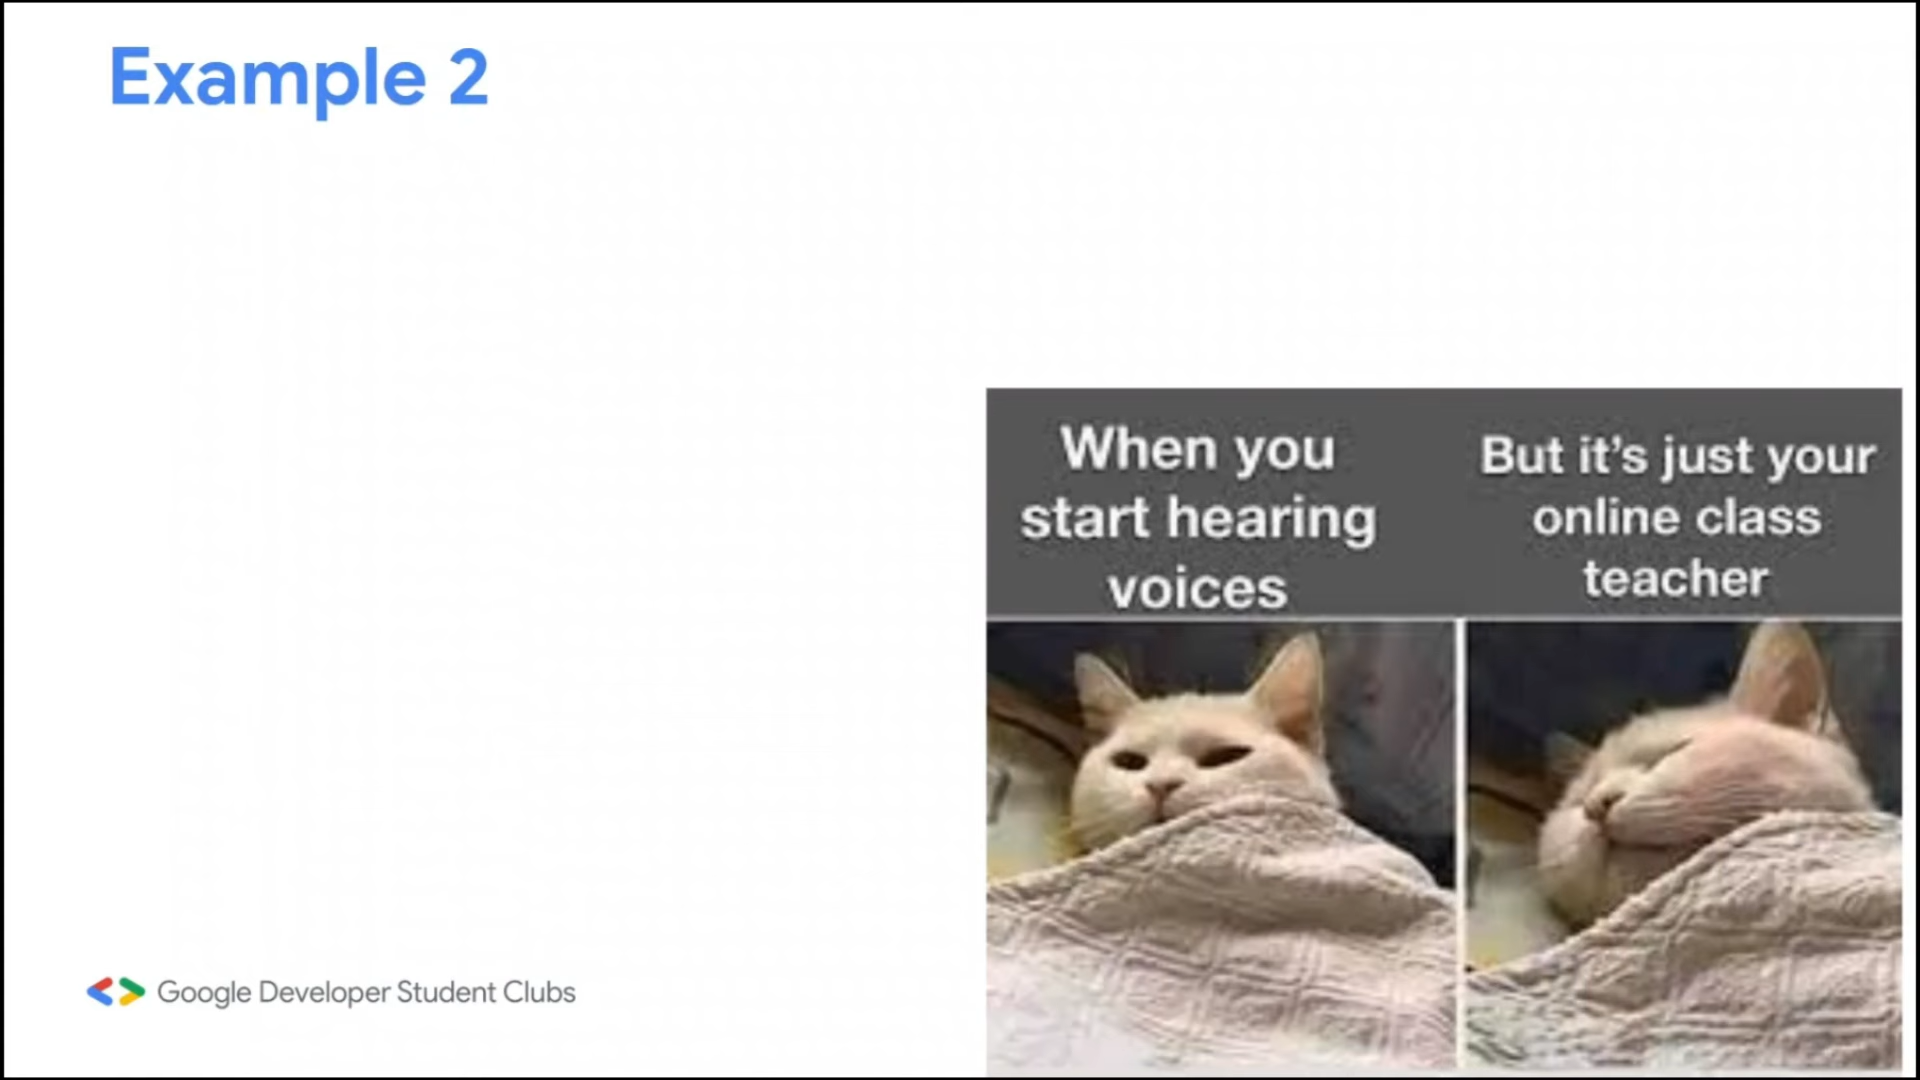 Example 2
When you
start hearing
voices
But it's just your
online class
teacher
Google Developer Student Clubs